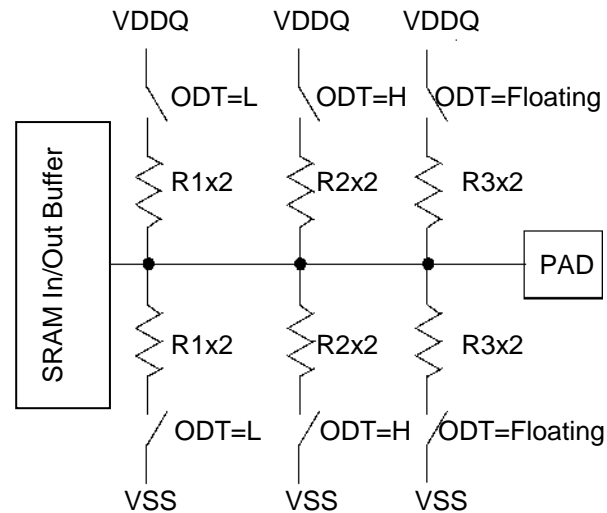 VDDQ VDDQ VDDQ
ODT=L ODT=H ODT=Floating
R1x2 R2x2 R3x2
SRAM In/Out Buffer
PAD
R1x2 R2x2 R3x2
ODT=L ODT=H ODT=Floating
VSS VSS VSS